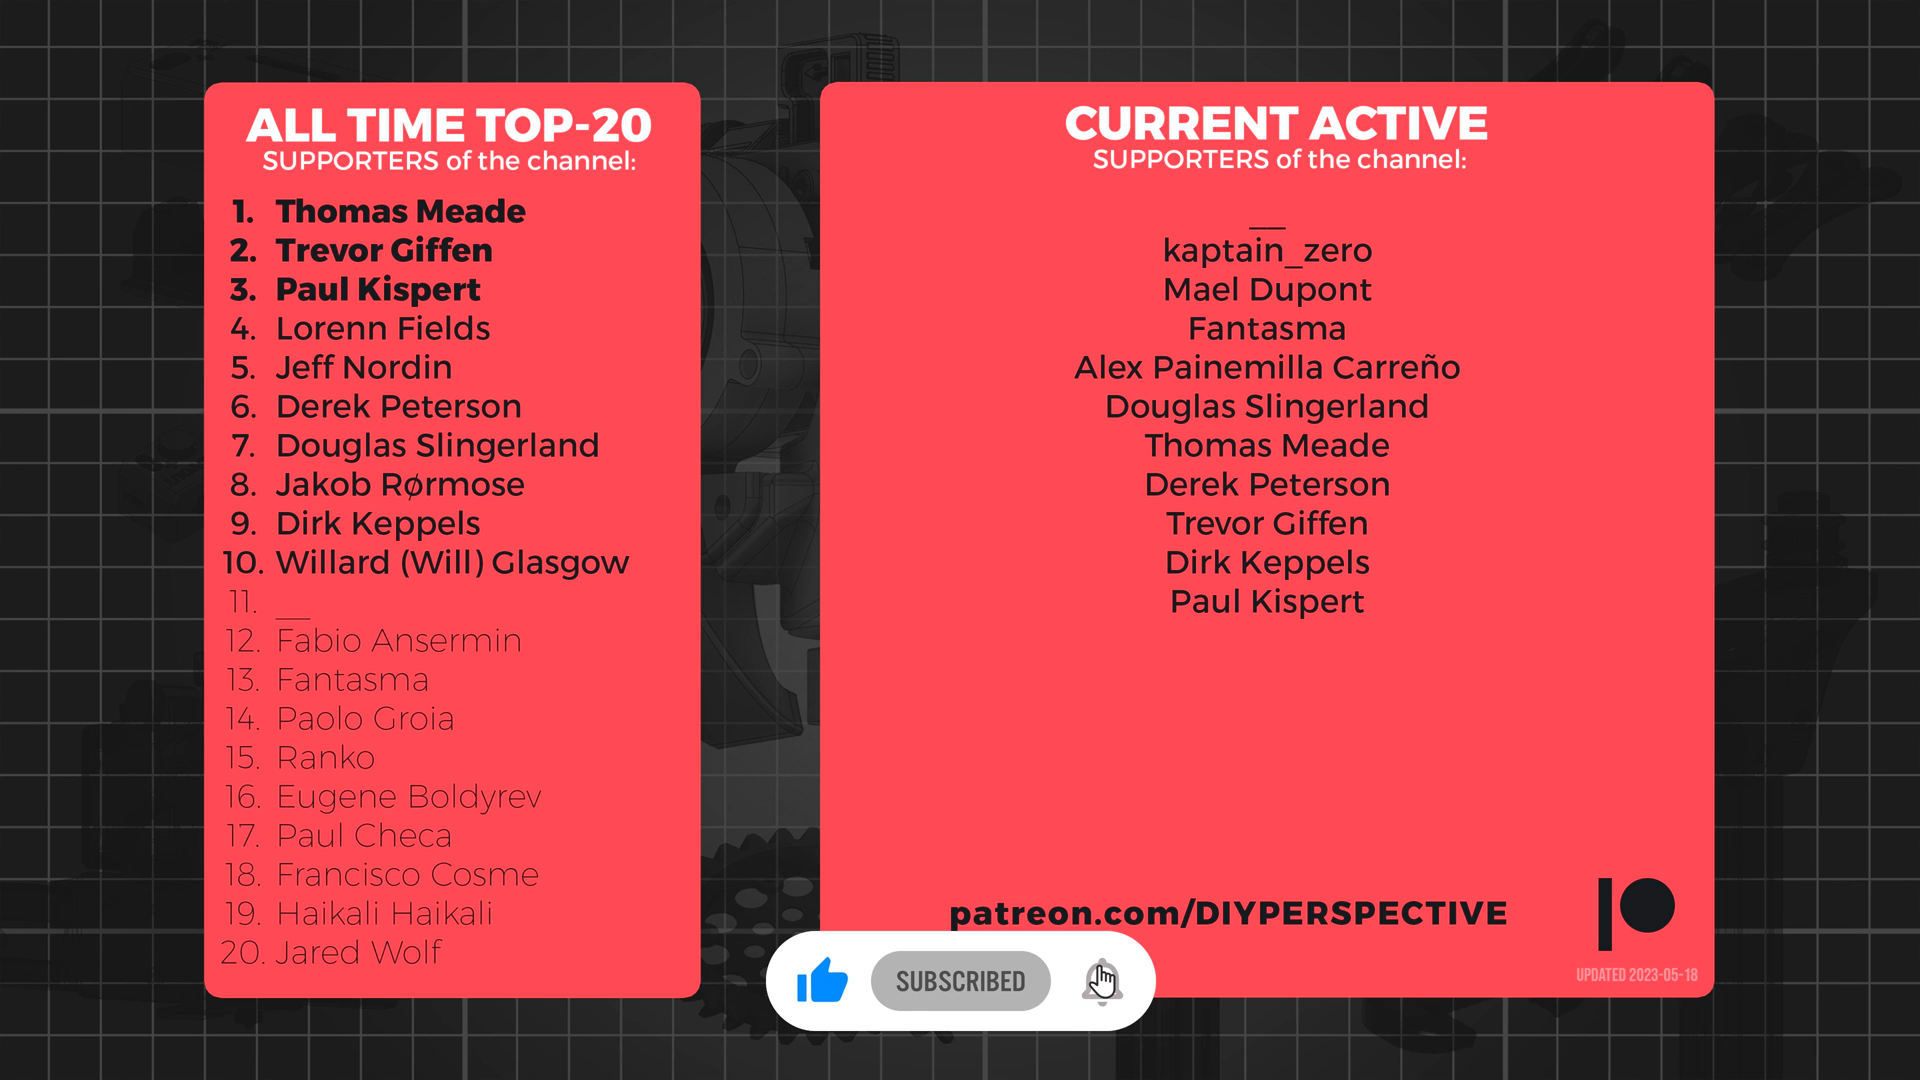 ALL TIME TOP-20
SUPPORTERS of the channel:
1. Thomas Meade
2. Trevor Giffen
3. Paul Kispert
4. Lorenn Fields
5. Jeff Nordin
6. Derek Peterson
7. Douglas Slingerland
8. Jakob Rørmose
9. Dirk Keppels
10. Willard (Will) Glasgow
11. __
12. Fabio Ansermin
13. Fantasma
14. Paolo Groia
15. Ranko
16. Eugene Boldyrev
17. Paul Checa
18. Francisco Cosme
19. Haikali Haikali
20. Jared Wolf
CURRENT ACTIVE
SUPPORTERS of the channel:
__
kaptain_zero
Mael Dupont
Fantasma
Alex Painemilla Carreño
Douglas Slingerland
Thomas Meade
Derek Peterson
Trevor Giffen
Dirk Keppels
Paul Kispert
patreon.com/DIYPERSPECTIVE
UPDATED 2023-05-18
SUBSCRIBED